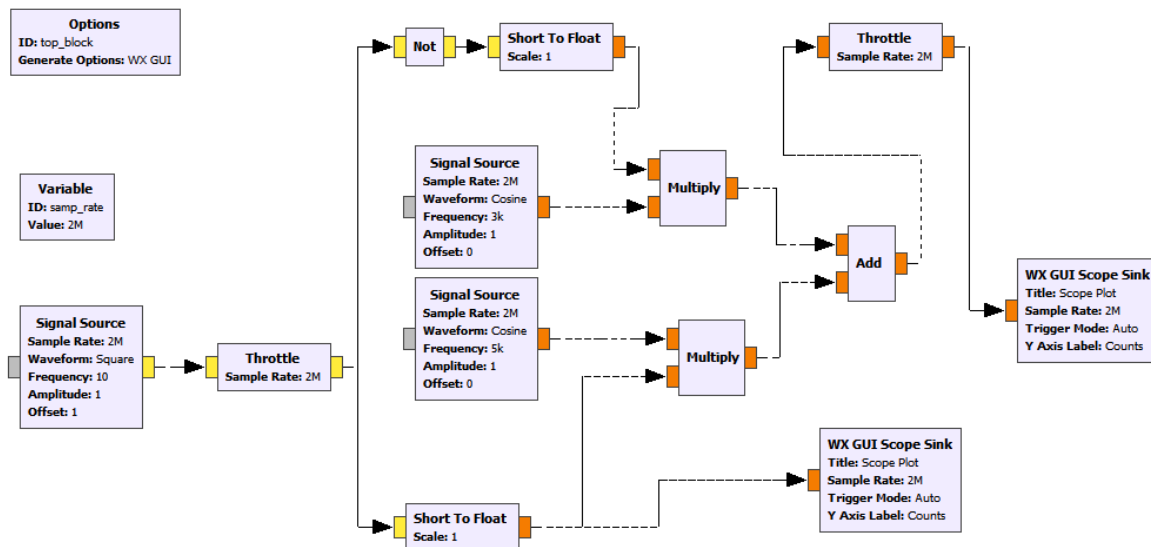 Options
ID: top_block
Generate Options: WX GUI
Variable
ID: samp_rate
Value: 2M
Signal Source
Sample Rate: 2M
Waveform: Square
Frequency: 10
Amplitude: 1
Offset: 1
Throttle
Sample Rate: 2M
Not
Short To Float
Scale: 1
Signal Source
Sample Rate: 2M
Waveform: Cosine
Frequency: 3k
Amplitude: 1
Offset: 0
Signal Source
Sample Rate: 2M
Waveform: Cosine
Frequency: 5k
Amplitude: 1
Offset: 0
Short To Float
Scale: 1
Multiply
Multiply
Add
Throttle
Sample Rate: 2M
WX GUI Scope Sink
Title: Scope Plot
Sample Rate: 2M
Trigger Mode: Auto
Y Axis Label: Counts
WX GUI Scope Sink
Title: Scope Plot
Sample Rate: 2M
Trigger Mode: Auto
Y Axis Label: Counts